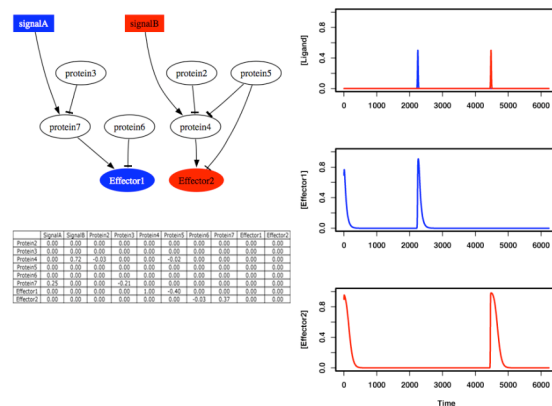 signalA
signalB
protein3
protein2
protein5
protein7
protein6
protein4
Effector1
Effector2
SignalA SignalB Protein2 Protein3 Protein4 Protein5 Protein6 Protein7 Effector1 Effector2
Protein2 0.00 0.00 0.00 0.00 0.00 0.00 0.00 0.00 0.00 0.00
Protein3 0.00 0.00 0.00 0.00 0.00 0.00 0.00 0.00 0.00 0.00
Protein4 0.00 0.72 -0.03 0.00 0.00 -0.02 0.00 0.00 0.00 0.00
Protein5 0.00 0.00 0.00 0.00 0.00 0.00 0.00 0.00 0.00 0.00
Protein6 0.00 0.00 0.00 0.00 0.00 0.00 0.00 0.00 0.00 0.00
Protein7 0.25 0.00 0.00 -0.21 0.00 0.00 0.00 0.00 0.00 0.00
Effector1 0.00 0.00 0.00 0.00 1.00 -0.40 0.00 0.00 0.00 0.00
Effector2 0.00 0.00 0.00 0.00 0.00 0.00 -0.03 0.37 0.00 0.00
[Ligand]
0.0 0.4 0.8
0 1000 2000 3000 4000 5000 6000
[Effector1]
0.0 0.4 0.8
0 1000 2000 3000 4000 5000 6000
[Effector2]
0.0 0.4 0.8
0 1000 2000 3000 4000 5000 6000
Time